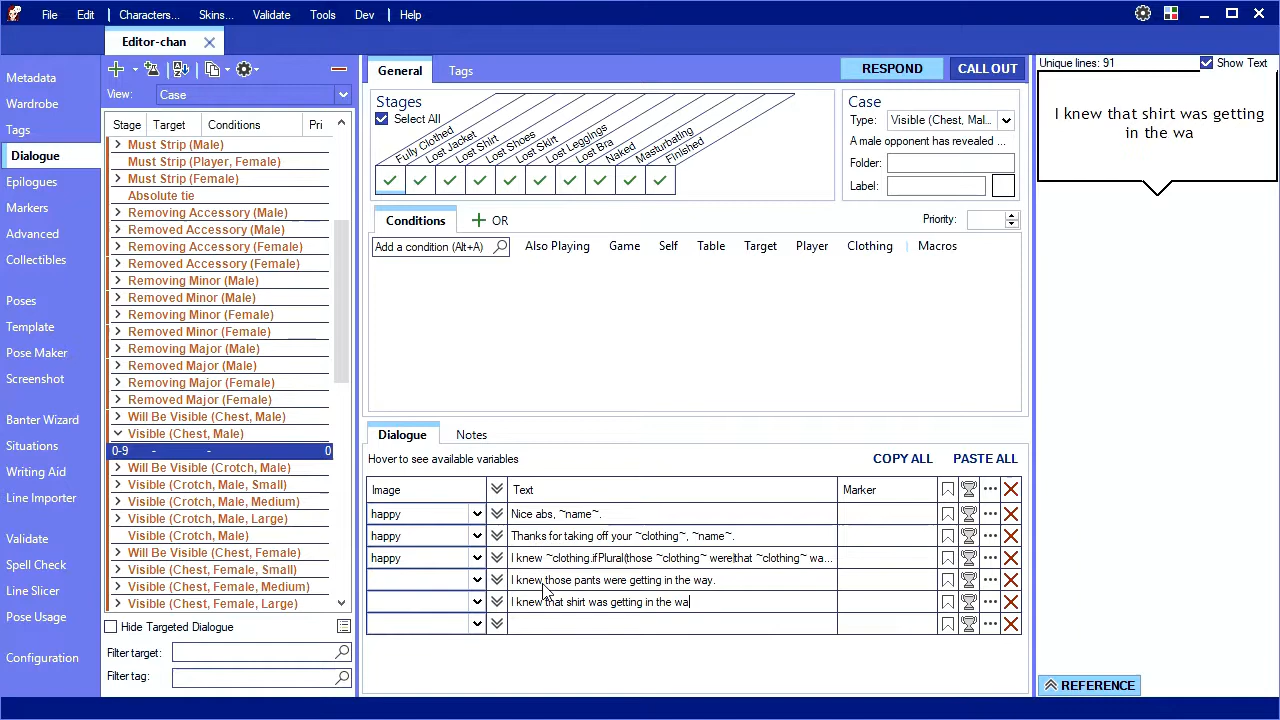 File Edit Characters... Skins... Validate Tools Dev Help
Editor-chan
Metadata
Wardrobe
Tags
Dialogue
Epilogues
Markers
Advanced
Collectibles
Poses
Template
Pose Maker
Screenshot
Banter Wizard
Situations
Writing Aid
Line Importer
Validate
Spell Check
Line Slicer
Pose Usage
Configuration
View: Case
Stage Target Conditions Pri
Must Strip (Male)
Must Strip (Player, Female)
Must Strip (Female)
Absolute tie
Removing Accessory (Male)
Removed Accessory (Male)
Removing Accessory (Female)
Removed Accessory (Female)
Removing Minor (Male)
Removed Minor (Male)
Removing Minor (Female)
Removed Minor (Female)
Removing Major (Male)
Removed Major (Male)
Removing Major (Female)
Removed Major (Female)
Will Be Visible (Chest, Male)
Visible (Chest, Male)
0-9 - - 0
Will Be Visible (Crotch, Male)
Visible (Crotch, Male, Small)
Visible (Crotch, Male, Medium)
Visible (Crotch, Male, Large)
Visible (Crotch, Male)
Will Be Visible (Chest, Female)
Visible (Chest, Female, Small)
Visible (Chest, Female, Medium)
Visible (Chest, Female, Large)
Hide Targeted Dialogue
Filter target:
Filter tag:
General Tags RESPOND CALL OUT
Stages
Select All
Fully Clothed
Lost Jacket
Lost Shirt
Lost Shoes
Lost Skirt
Lost Leggings
Lost Bra
Naked
Masturbating
Finished
Case
Type: Visible (Chest, Mal...
A male opponent has revealed ...
Folder:
Label:
Conditions OR Priority:
Add a condition (Alt+A) Also Playing Game Self Table Target Player Clothing Macros
Dialogue Notes
Hover to see available variables COPY ALL PASTE ALL
Image Text Marker
happy Nice abs, ~name~.
happy Thanks for taking off your ~clothing~, ~name~.
happy I knew ~clothing.ifPlural(those ~clothing~ were|that ~clothing~ wa...
I knew those pants were getting in the way.
I knew that shirt was getting in the wa
Unique lines: 91 Show Text
I knew that shirt was getting
in the wa
REFERENCE